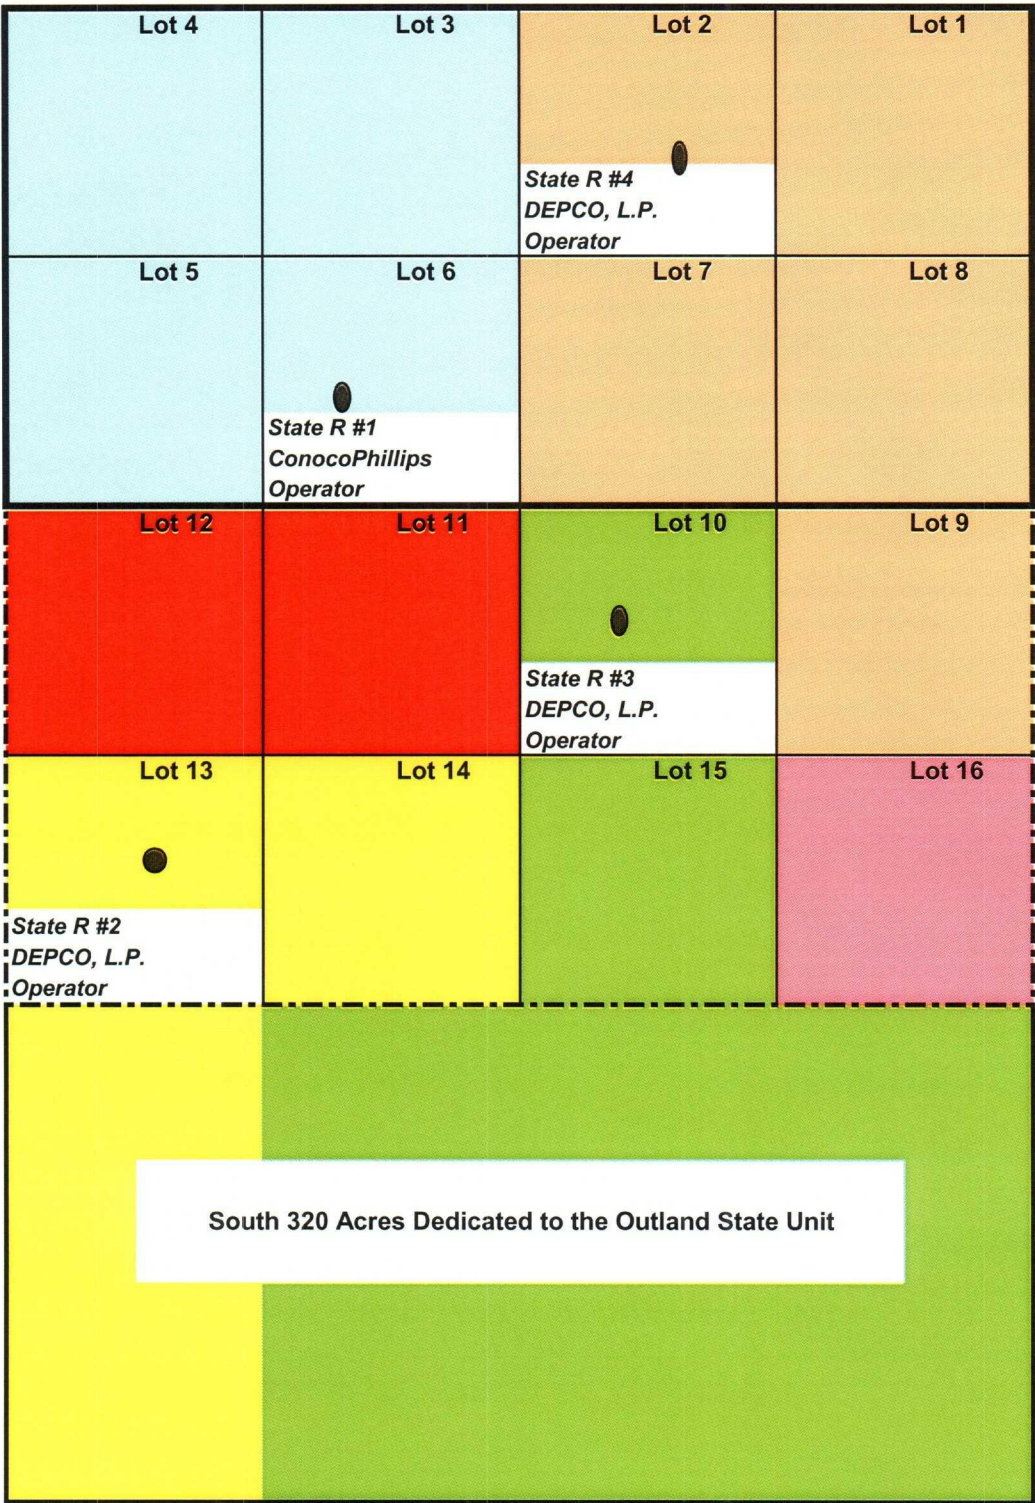 Lot 4
Lot 3
Lot 2
Lot 1
State R #4
DEPCO, L.P.
Operator
Lot 5
Lot 6
Lot 7
Lot 8
State R #1
ConocoPhillips
Operator
Lot 12
Lot 11
Lot 10
Lot 9
State R #3
DEPCO, L.P.
Operator
Lot 13
Lot 14
Lot 15
Lot 16
State R #2
DEPCO, L.P.
Operator
South 320 Acres Dedicated to the Outland State Unit